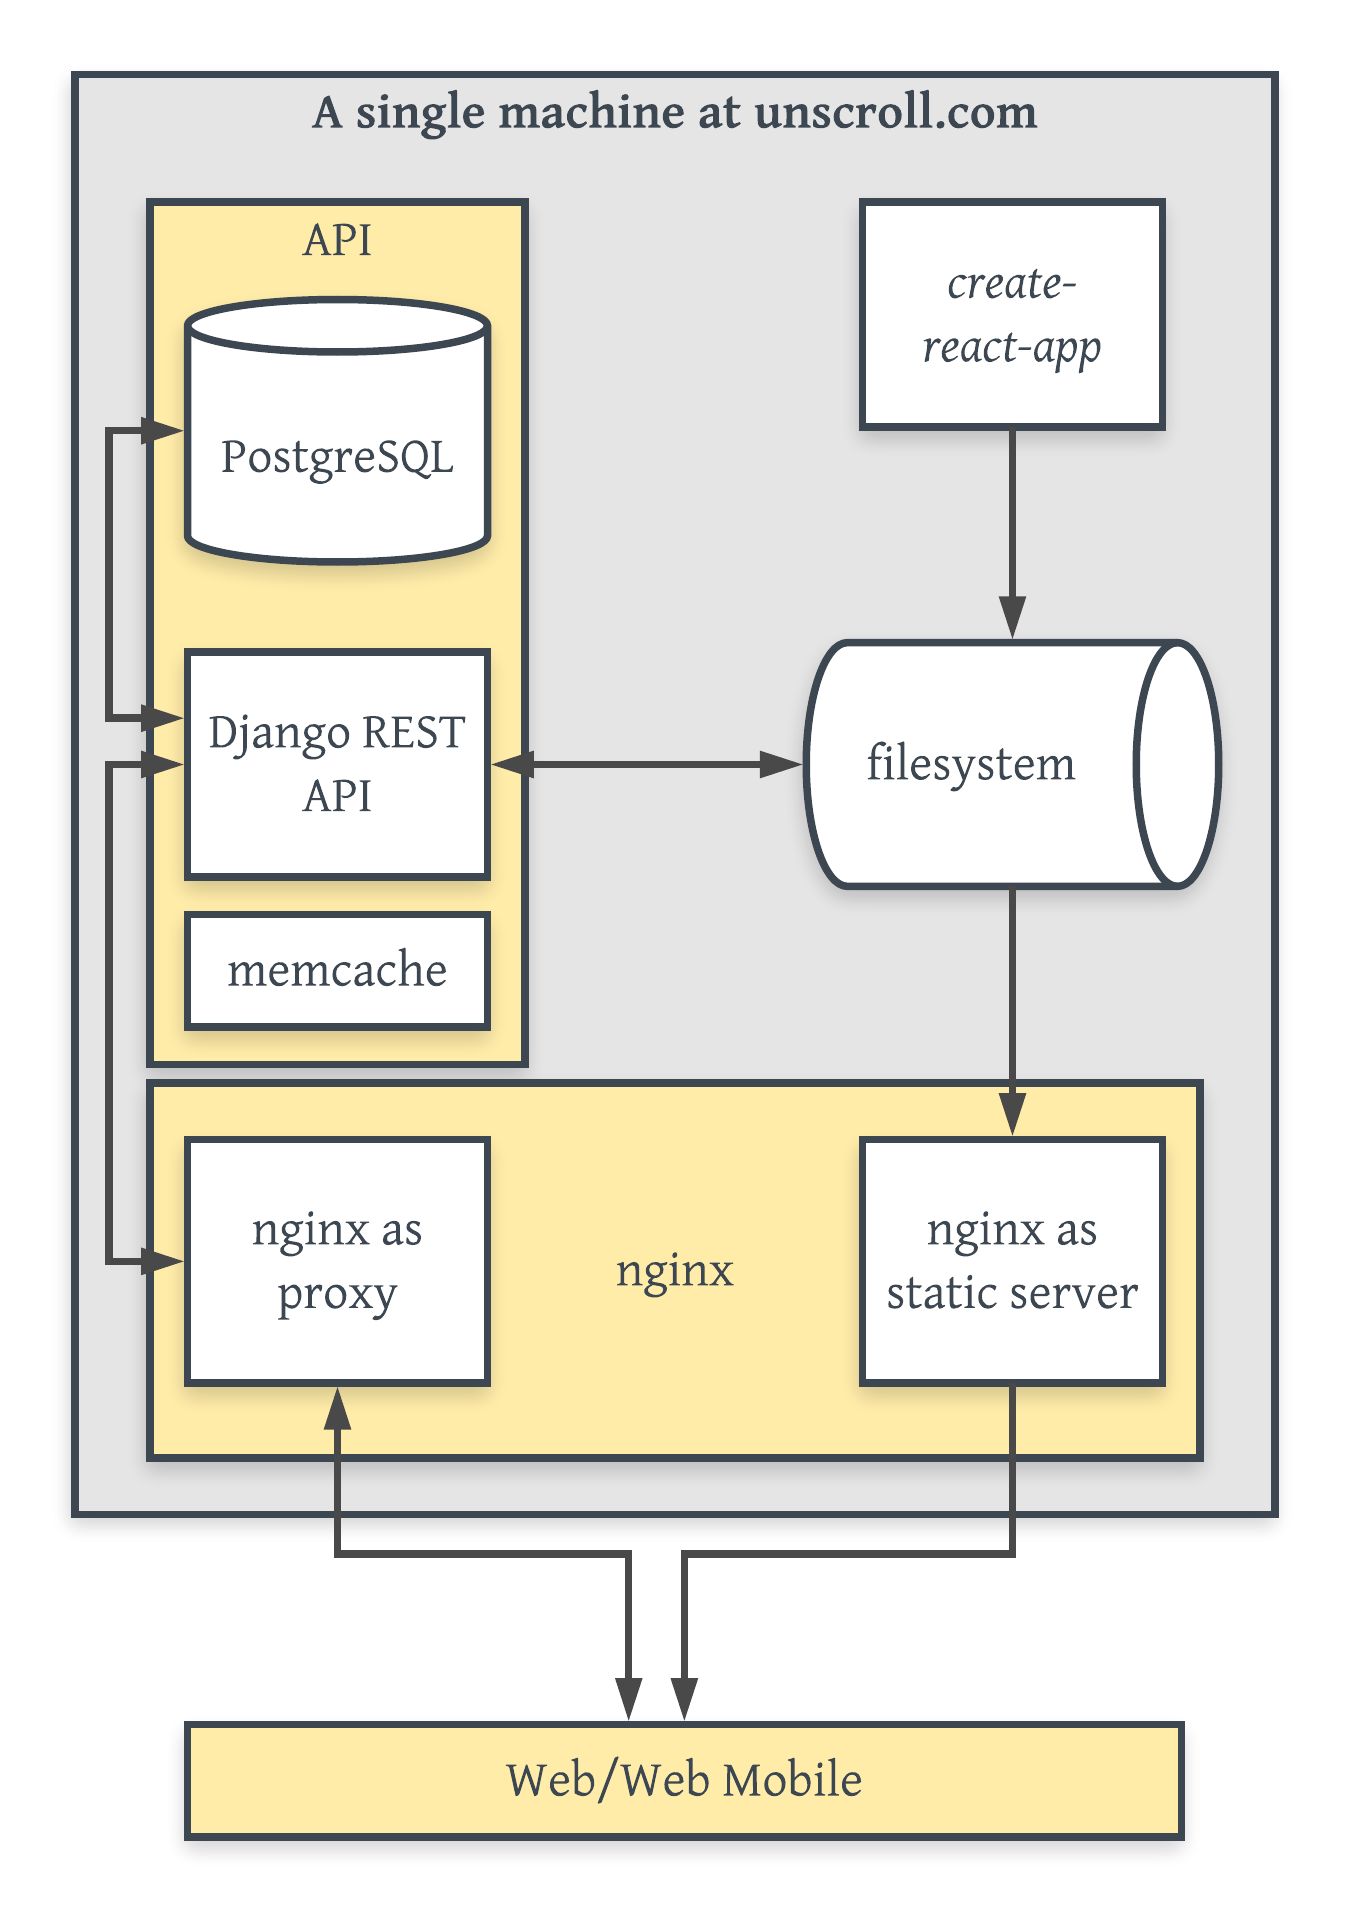 A single machine at unscroll.com
API
PostgreSQL
Django REST
API
memcache
create-
react-app
filesystem
nginx as
proxy
nginx
nginx as
static server
Web/Web Mobile